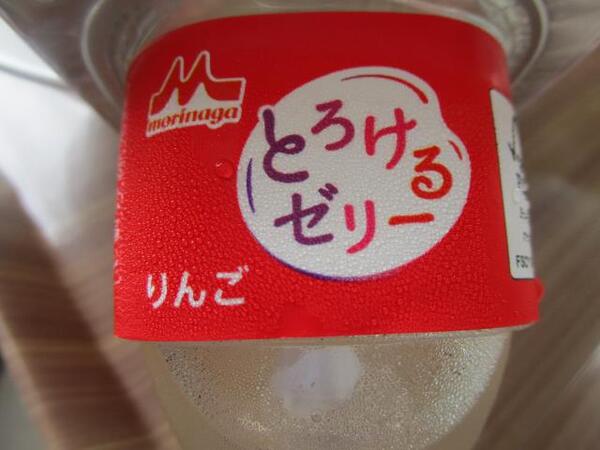 morinaga
とろける
ゼリー
りんご